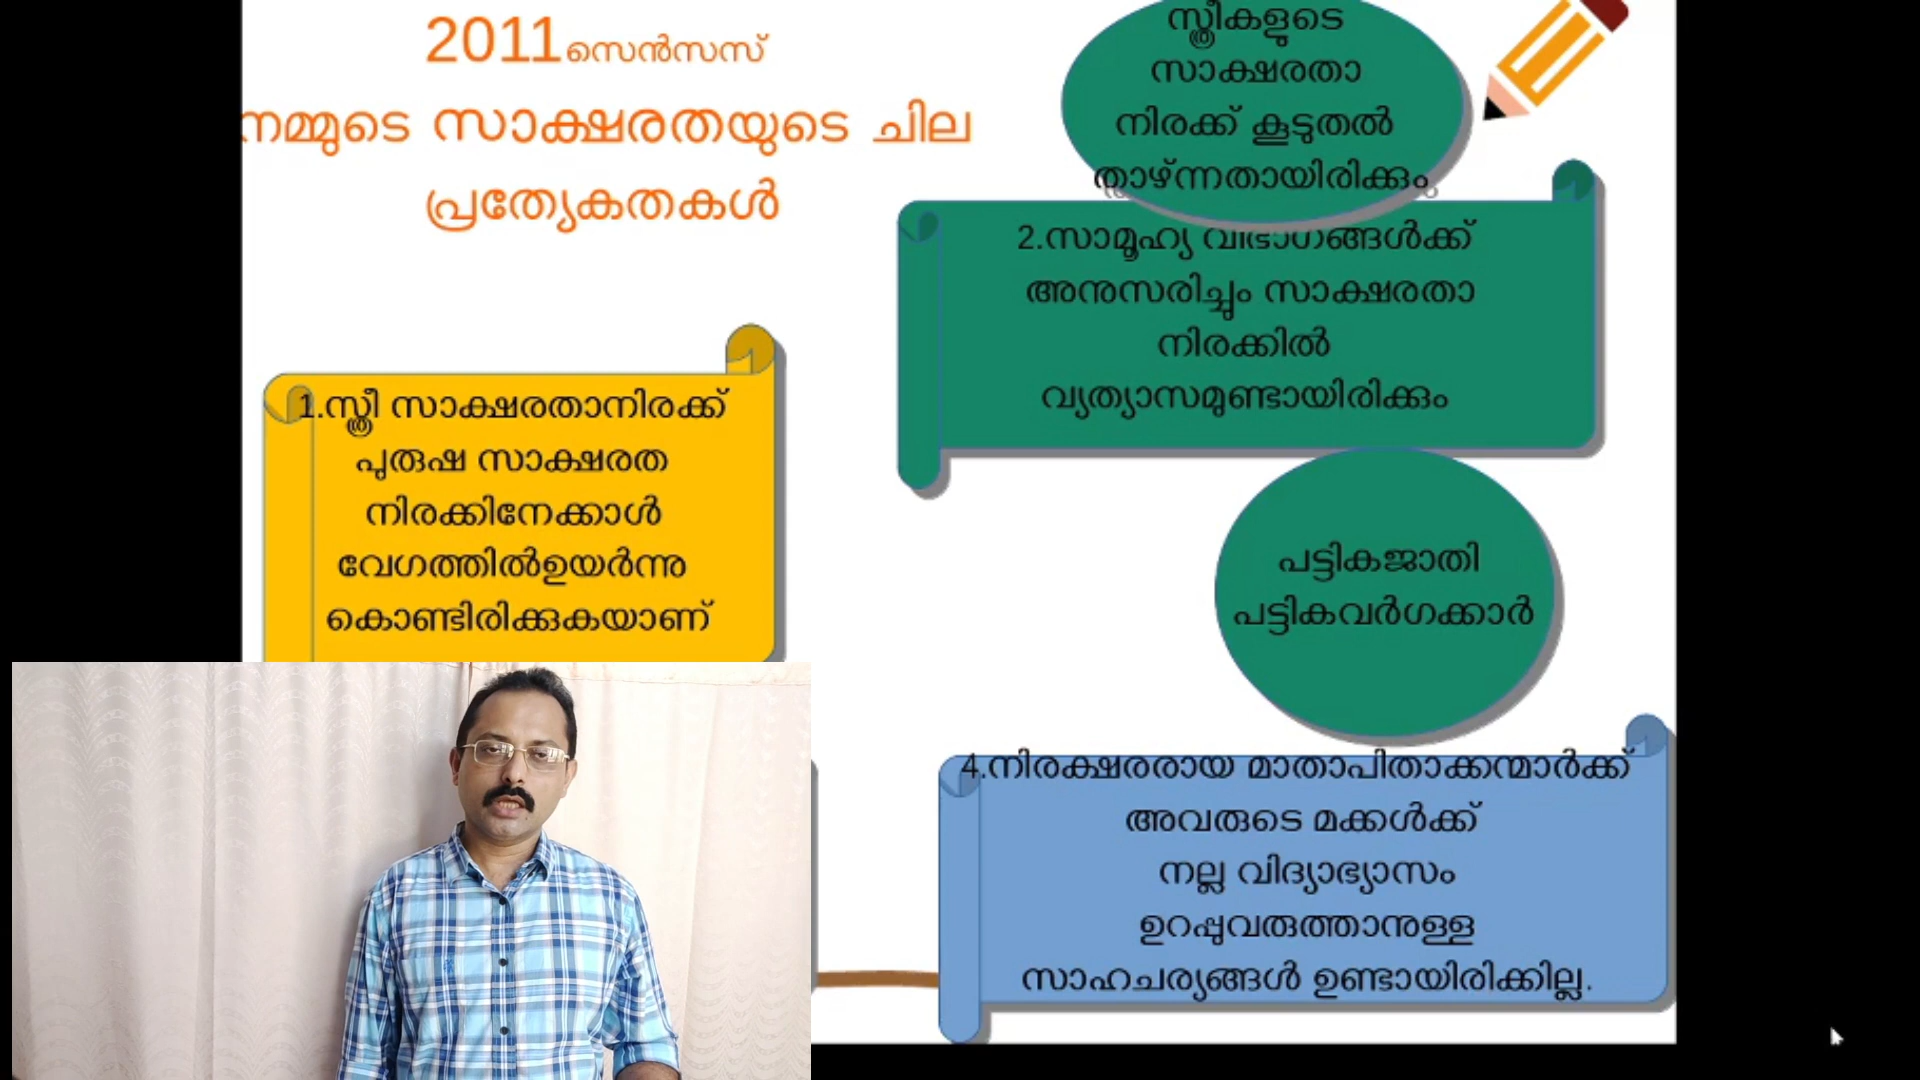 2011 സെൻസസ്
നമ്മുടെ സാക്ഷരതയുടെ ചില
പ്രത്യേകതകൾ
1.സ്ത്രീ സാക്ഷരതാനിരക്ക്
പുരുഷ സാക്ഷരത
നിരക്കിനേക്കാൾ
വേഗത്തിൽഉയർന്നു
കൊണ്ടിരിക്കുകയാണ്
സ്ത്രീകളുടെ
സാക്ഷരതാ
നിരക്ക് കൂടുതൽ
താഴ്ന്നതായിരിക്കും
2.സാമൂഹ്യ വിഭാഗങ്ങൾക്ക്
അനുസരിച്ചും സാക്ഷരതാ
നിരക്കിൽ
വ്യത്യാസമുണ്ടായിരിക്കും
പട്ടികജാതി
പട്ടികവർഗക്കാർ
4.നിരക്ഷരരായ മാതാപിതാക്കന്മാർക്ക്
അവരുടെ മക്കൾക്ക്
നല്ല വിദ്യാഭ്യാസം
ഉറപ്പുവരുത്താനുള്ള
സാഹചര്യങ്ങൾ ഉണ്ടായിരിക്കില്ല.